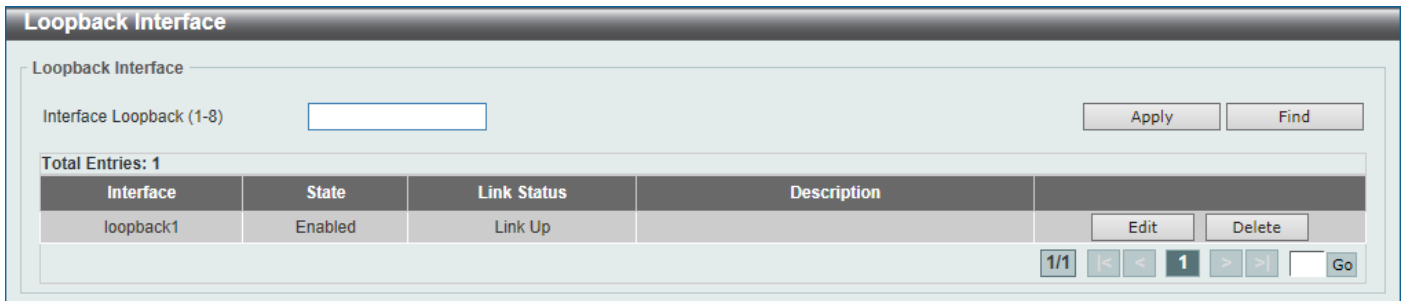 Loopback Interface
Loopback Interface
Interface Loopback (1-8) Apply Find
Total Entries: 1
Interface State Link Status Description
loopback1 Enabled Link Up Edit Delete
1/1 |< < 1 > >| Go